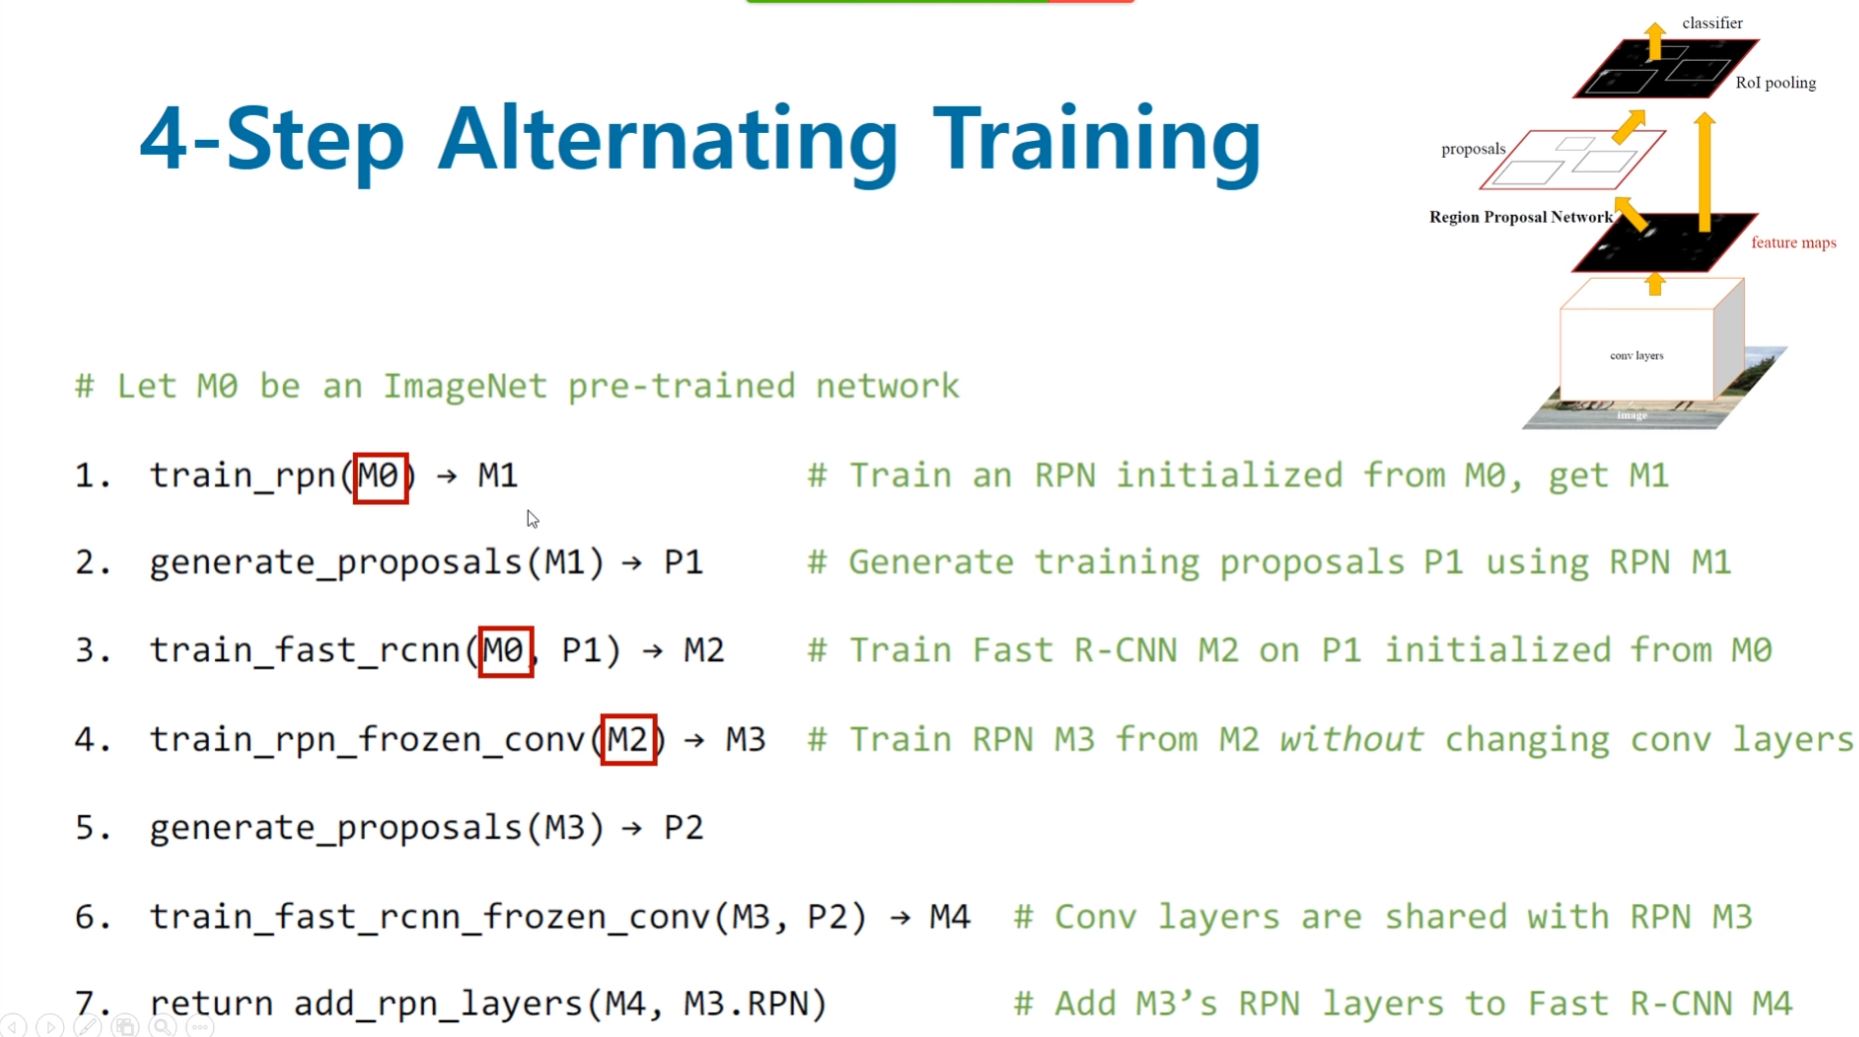 4-Step Alternating Training
classifier
RoI pooling
proposals
Region Proposal Network
feature maps
conv layers
image
# Let M0 be an ImageNet pre-trained network
1. train_rpn(M0) → M1 # Train an RPN initialized from M0, get M1
2. generate_proposals(M1) → P1 # Generate training proposals P1 using RPN M1
3. train_fast_rcnn(M0, P1) → M2 # Train Fast R-CNN M2 on P1 initialized from M0
4. train_rpn_frozen_conv(M2) → M3 # Train RPN M3 from M2 without changing conv layers
5. generate_proposals(M3) → P2
6. train_fast_rcnn_frozen_conv(M3, P2) → M4 # Conv layers are shared with RPN M3
7. return add_rpn_layers(M4, M3.RPN) # Add M3’s RPN layers to Fast R-CNN M4